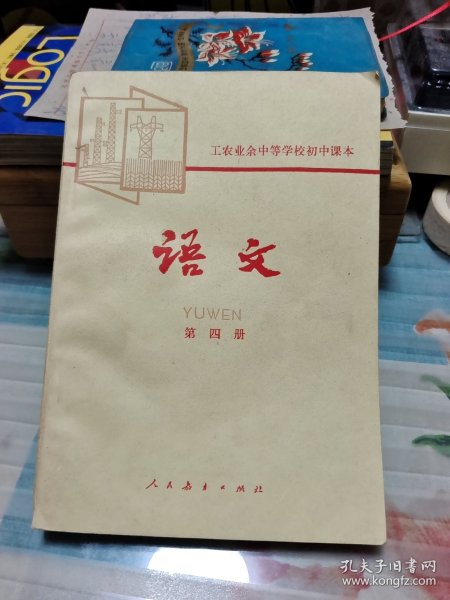 Logic
工农业余中等学校初中课本
语文
YUWEN
第四册
人民教育出版社
孔夫子旧书网
www.kongfz.com